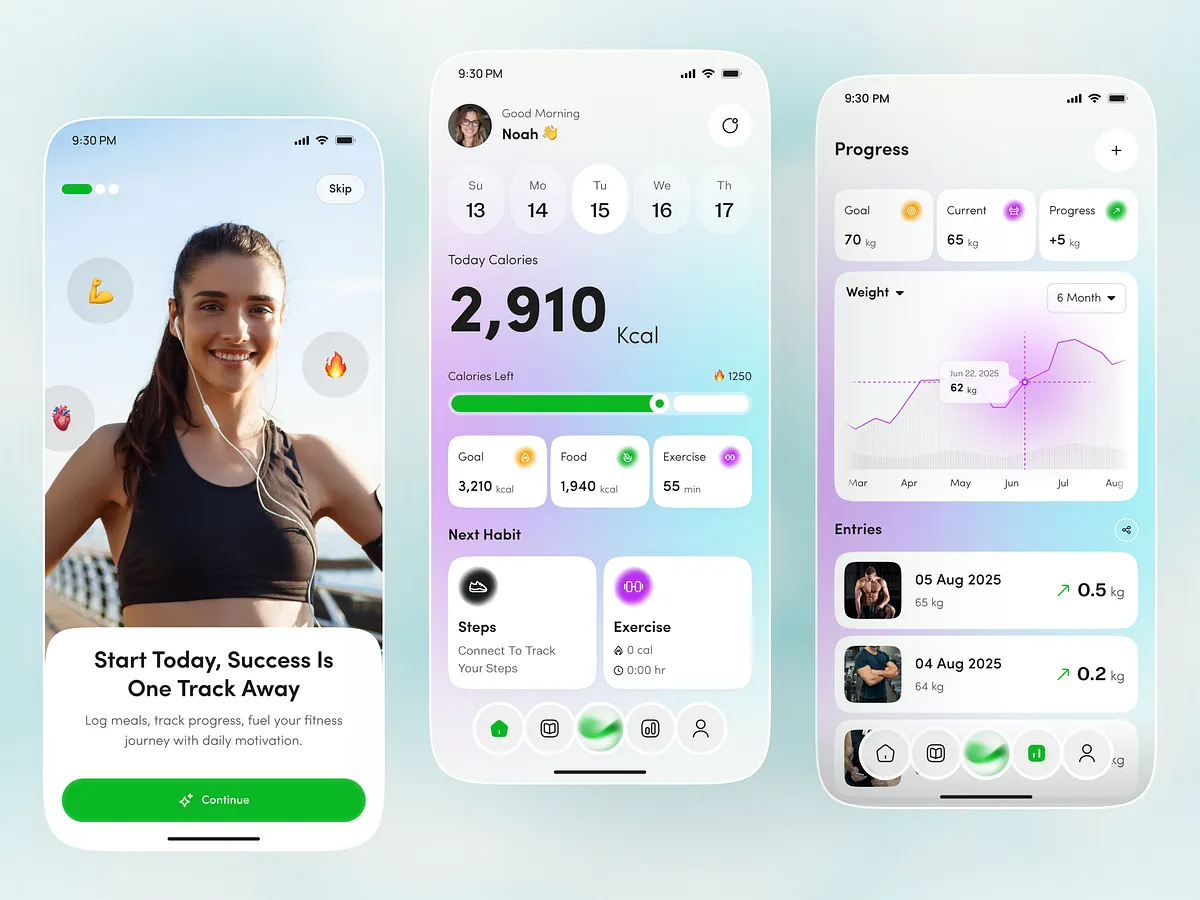 9:30 PM
Skip
Start Today, Success Is
One Track Away
Log meals, track progress, fuel your fitness
journey with daily motivation.
Continue
9:30 PM
Good Morning
Noah 👋
Su
13
Mo
14
Tu
15
We
16
Th
17
Today Calories
2,910 Kcal
Calories Left
🔥 1250
Goal
3,210 kcal
Food
1,940 kcal
Exercise
55 min
Next Habit
Steps
Connect To Track
Your Steps
Exercise
0 cal
0:00 hr
9:30 PM
Progress
Goal
70 kg
Current
65 kg
Progress
+5 kg
Weight
6 Month
Jun 22, 2025
62 kg
Mar Apr May Jun Jul Aug
Entries
05 Aug 2025
65 kg
0.5 kg
04 Aug 2025
64 kg
0.2 kg
kg